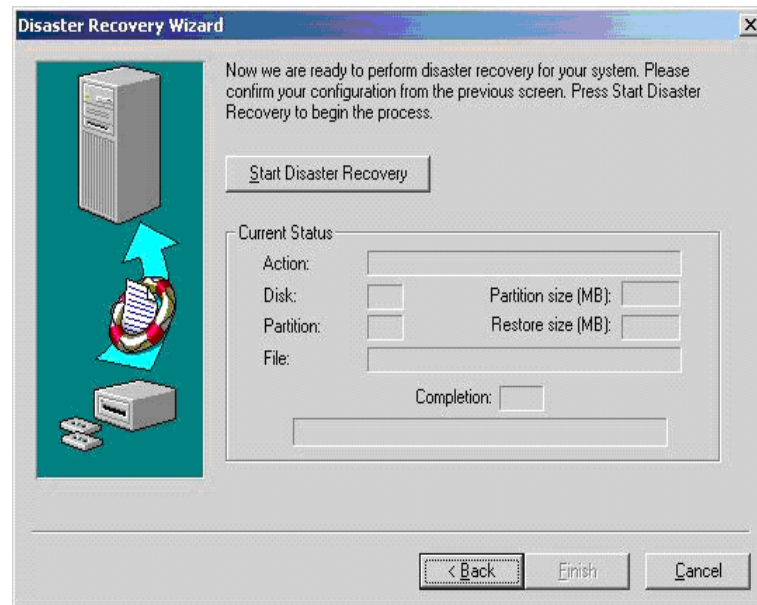 Disaster Recovery Wizard
Now we are ready to perform disaster recovery for your system. Please
confirm your configuration from the previous screen. Press Start Disaster
Recovery to begin the process.
Start Disaster Recovery
Current Status
Action:
Disk: Partition size (MB):
Partition: Restore size (MB):
File:
Completion:
< Back Finish Cancel